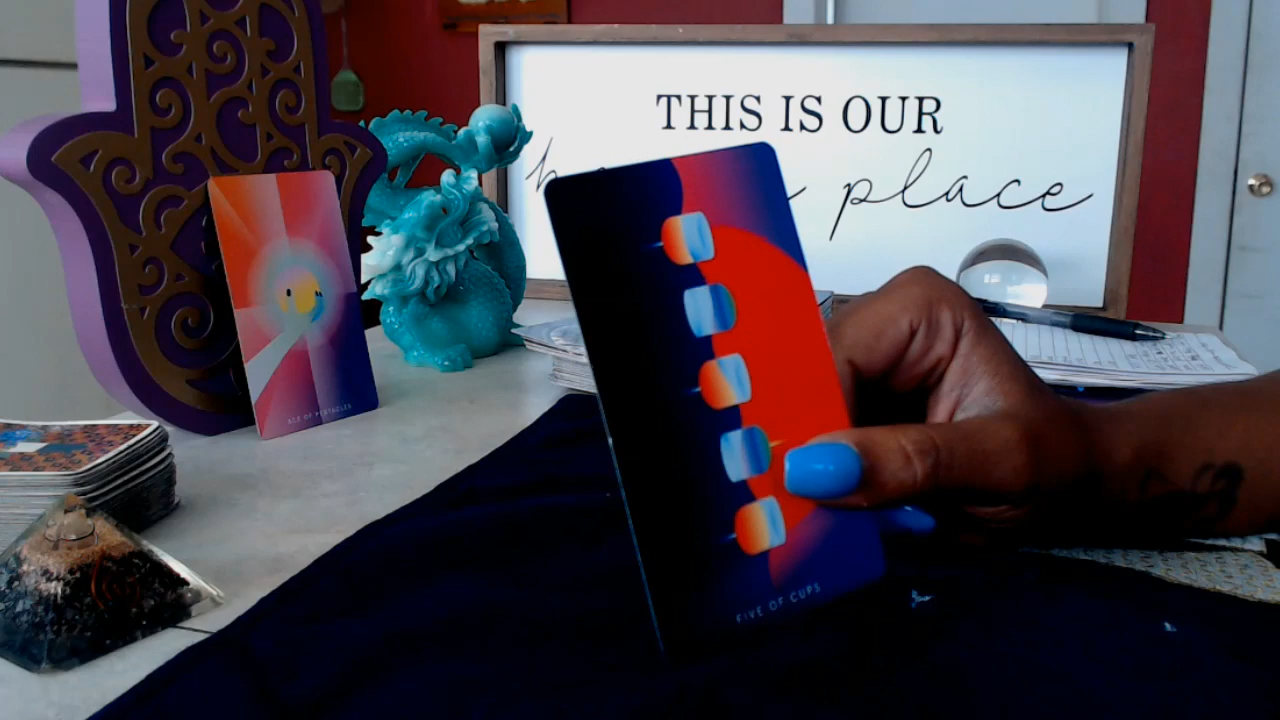 THIS IS OUR
place
ACE OF PENTACLES
FIVE OF CUPS